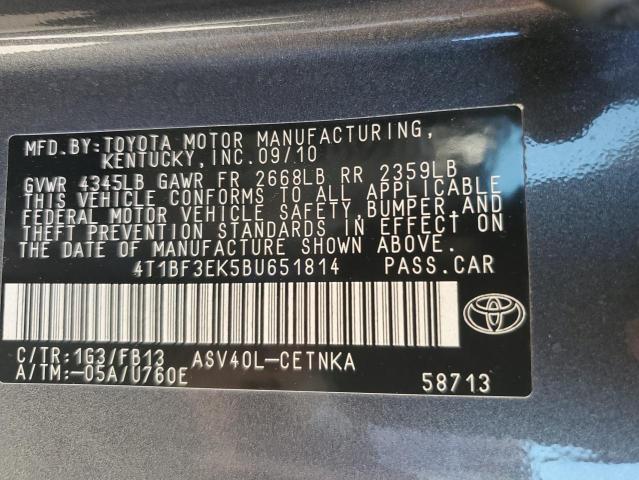 MFD.BY:TOYOTA MOTOR MANUFACTURING,
KENTUCKY,INC.09/10
GVWR 4345LB GAWR FR 2668LB RR 2359LB
THIS VEHICLE CONFORMS TO ALL APPLICABLE
FEDERAL MOTOR VEHICLE SAFETY,BUMPER,AND
THEFT PREVENTION STANDARDS IN EFFECT ON
THE DATE OF MANUFACTURE SHOWN ABOVE.
4T1BF3EK5BU651814 PASS.CAR
C/TR:1G3/FB13 ASV40L-CETNKA
A/TM:-05A/U760E
58713